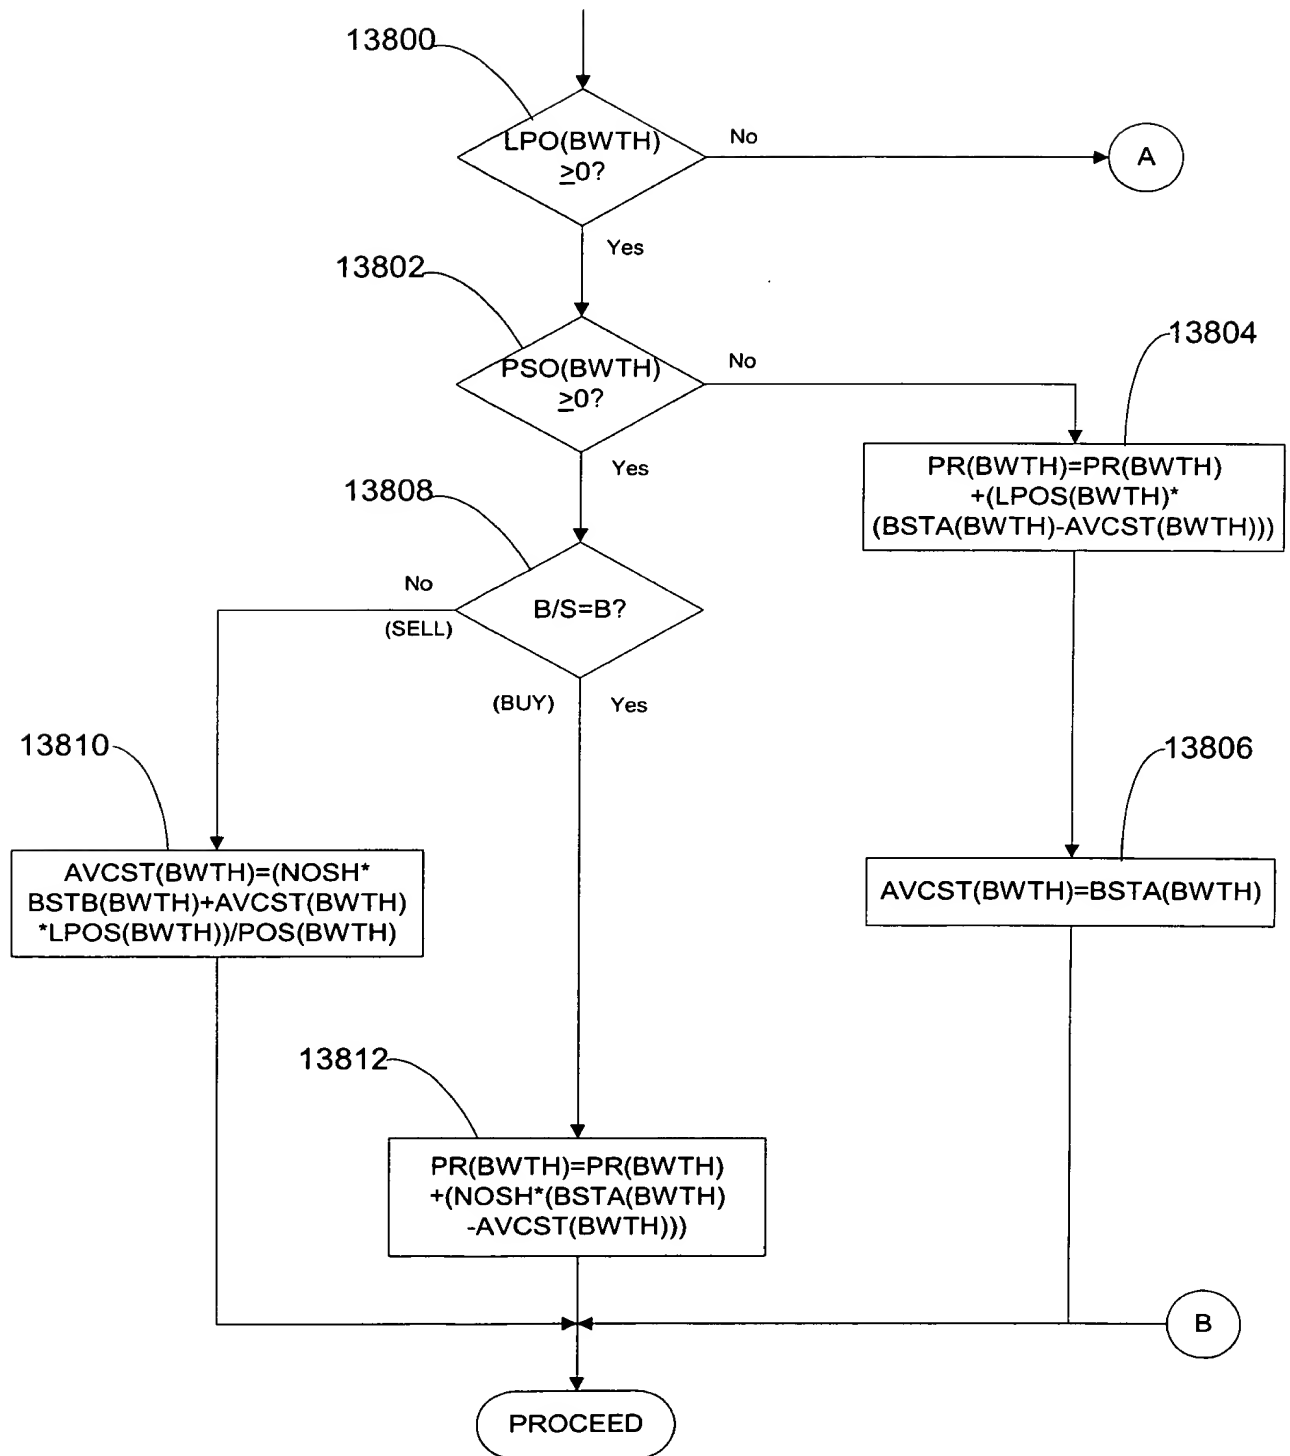 13800
LPO(BWTH)
≥0?
No
A
Yes
13802
PSO(BWTH)
≥0?
No
13804
PR(BWTH)=PR(BWTH)
+(LPOS(BWTH)*
(BSTA(BWTH)-AVCST(BWTH)))
Yes
13808
B/S=B?
No
(SELL)
(BUY)
Yes
13810
AVCST(BWTH)=(NOSH*
BSTB(BWTH)+AVCST(BWTH)
*LPOS(BWTH))/POS(BWTH)
13806
AVCST(BWTH)=BSTA(BWTH)
13812
PR(BWTH)=PR(BWTH)
+(NOSH*(BSTA(BWTH)
-AVCST(BWTH)))
B
PROCEED